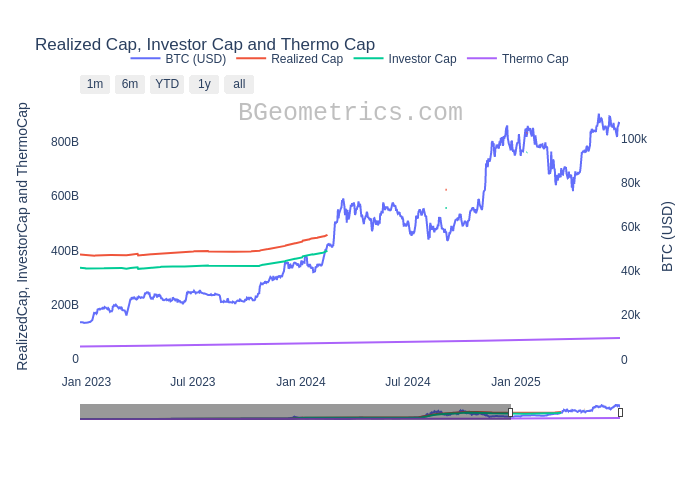 Realized Cap, Investor Cap and Thermo Cap
BTC (USD) Realized Cap Investor Cap Thermo Cap
1m 6m YTD 1y all
BGeometrics.com
RealizedCap, InvestorCap and ThermoCap
800B
600B
400B
200B
0
100k
80k
60k
40k
20k
0
BTC (USD)
Jan 2023 Jul 2023 Jan 2024 Jul 2024 Jan 2025